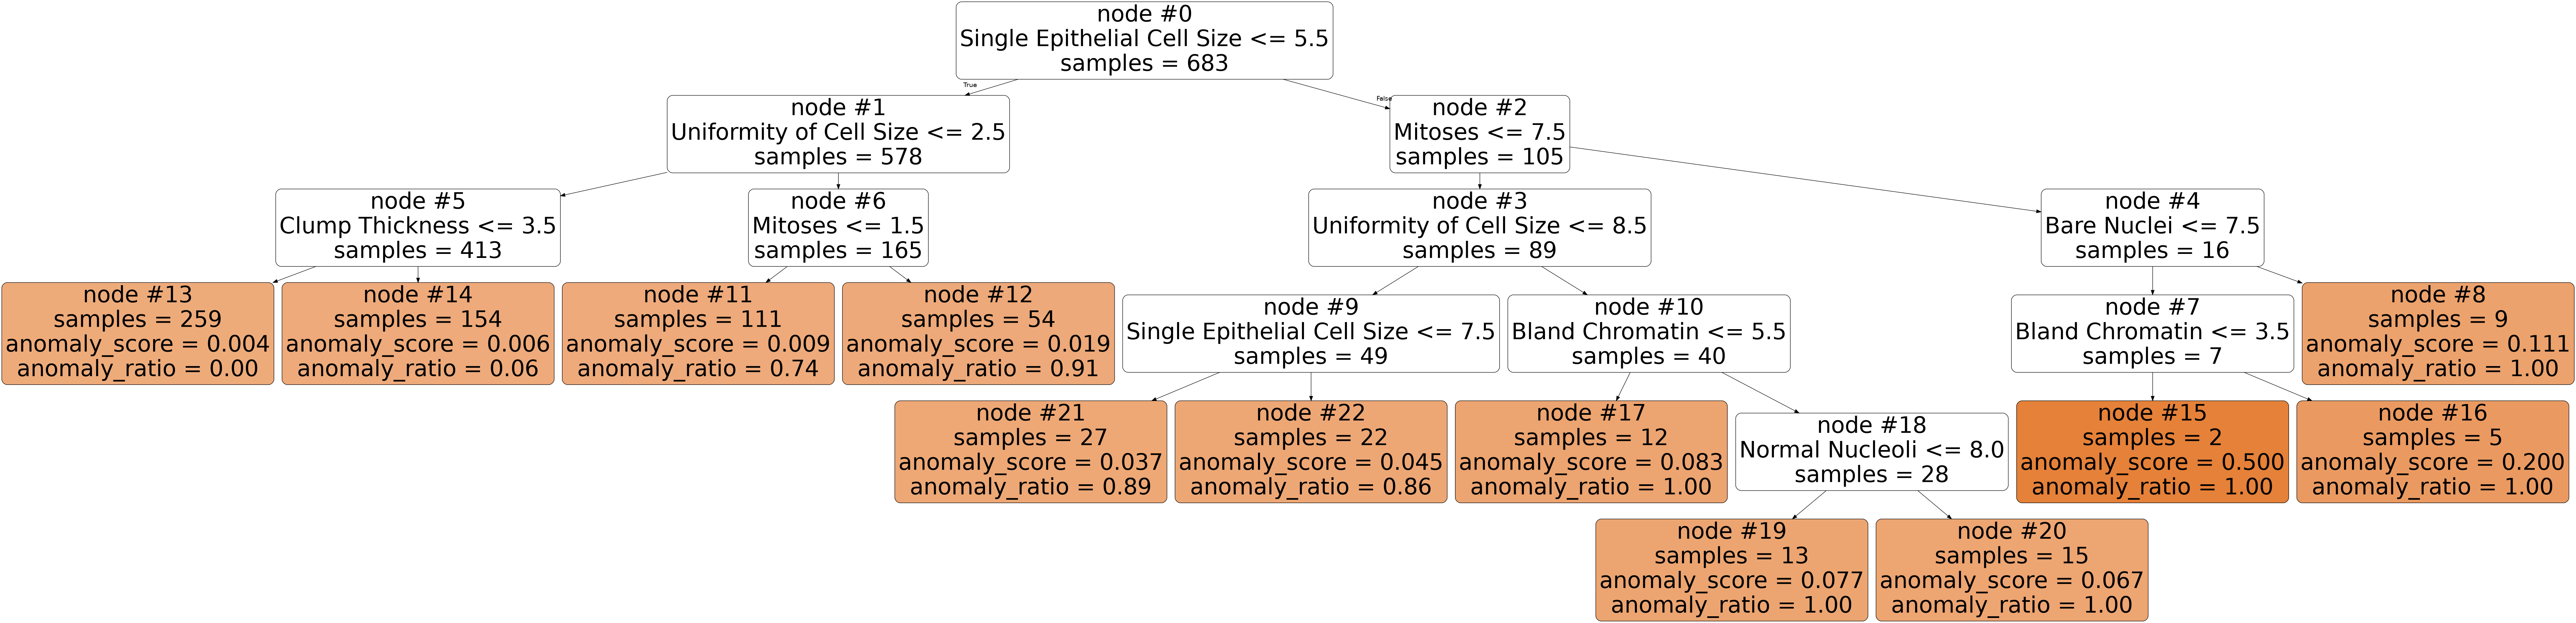 node #0
Single Epithelial Cell Size <= 5.5
samples = 683
True
False
node #1
Uniformity of Cell Size <= 2.5
samples = 578
node #2
Mitoses <= 7.5
samples = 105
node #5
Clump Thickness <= 3.5
samples = 413
node #6
Mitoses <= 1.5
samples = 165
node #3
Uniformity of Cell Size <= 8.5
samples = 89
node #4
Bare Nuclei <= 7.5
samples = 16
node #13
samples = 259
anomaly_score = 0.004
anomaly_ratio = 0.00
node #14
samples = 154
anomaly_score = 0.006
anomaly_ratio = 0.06
node #11
samples = 111
anomaly_score = 0.009
anomaly_ratio = 0.74
node #12
samples = 54
anomaly_score = 0.019
anomaly_ratio = 0.91
node #9
Single Epithelial Cell Size <= 7.5
samples = 49
node #10
Bland Chromatin <= 5.5
samples = 40
node #7
Bland Chromatin <= 3.5
samples = 7
node #8
samples = 9
anomaly_score = 0.111
anomaly_ratio = 1.00
node #21
samples = 27
anomaly_score = 0.037
anomaly_ratio = 0.89
node #22
samples = 22
anomaly_score = 0.045
anomaly_ratio = 0.86
node #17
samples = 12
anomaly_score = 0.083
anomaly_ratio = 1.00
node #18
Normal Nucleoli <= 8.0
samples = 28
node #15
samples = 2
anomaly_score = 0.500
anomaly_ratio = 1.00
node #16
samples = 5
anomaly_score = 0.200
anomaly_ratio = 1.00
node #19
samples = 13
anomaly_score = 0.077
anomaly_ratio = 1.00
node #20
samples = 15
anomaly_score = 0.067
anomaly_ratio = 1.00